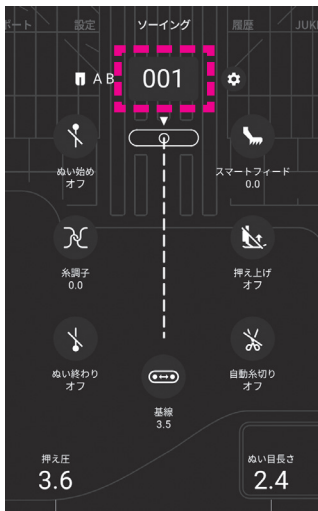 ポート 設定 ソーイング 履歴 JUKI
A B 001
ぬい始め
オフ
スマートフィード
0.0
糸調子
0.0
押え上げ
オフ
ぬい終わり
オフ
自動糸切り
オフ
基線
3.5
押え圧
3.6
ぬい目長さ
2.4